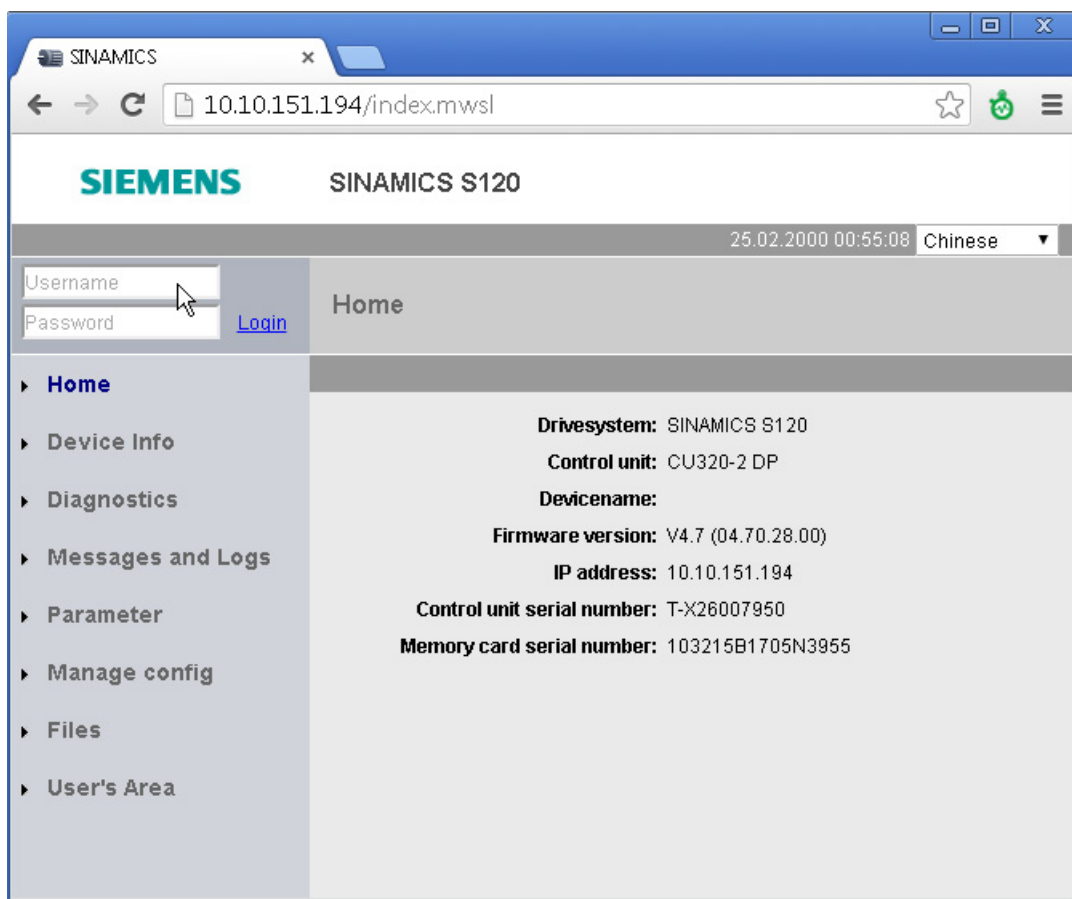 SINAMICS
10.10.151.194/index.mwsl
SIEMENS SINAMICS S120
25.02.2000 00:55:08 Chinese
Username
Password Login
Home
Home
Device Info
Diagnostics
Messages and Logs
Parameter
Manage config
Files
User's Area
Drivesystem: SINAMICS S120
Control unit: CU320-2 DP
Devicename:
Firmware version: V4.7 (04.70.28.00)
IP address: 10.10.151.194
Control unit serial number: T-X26007950
Memory card serial number: 103215B1705N3955